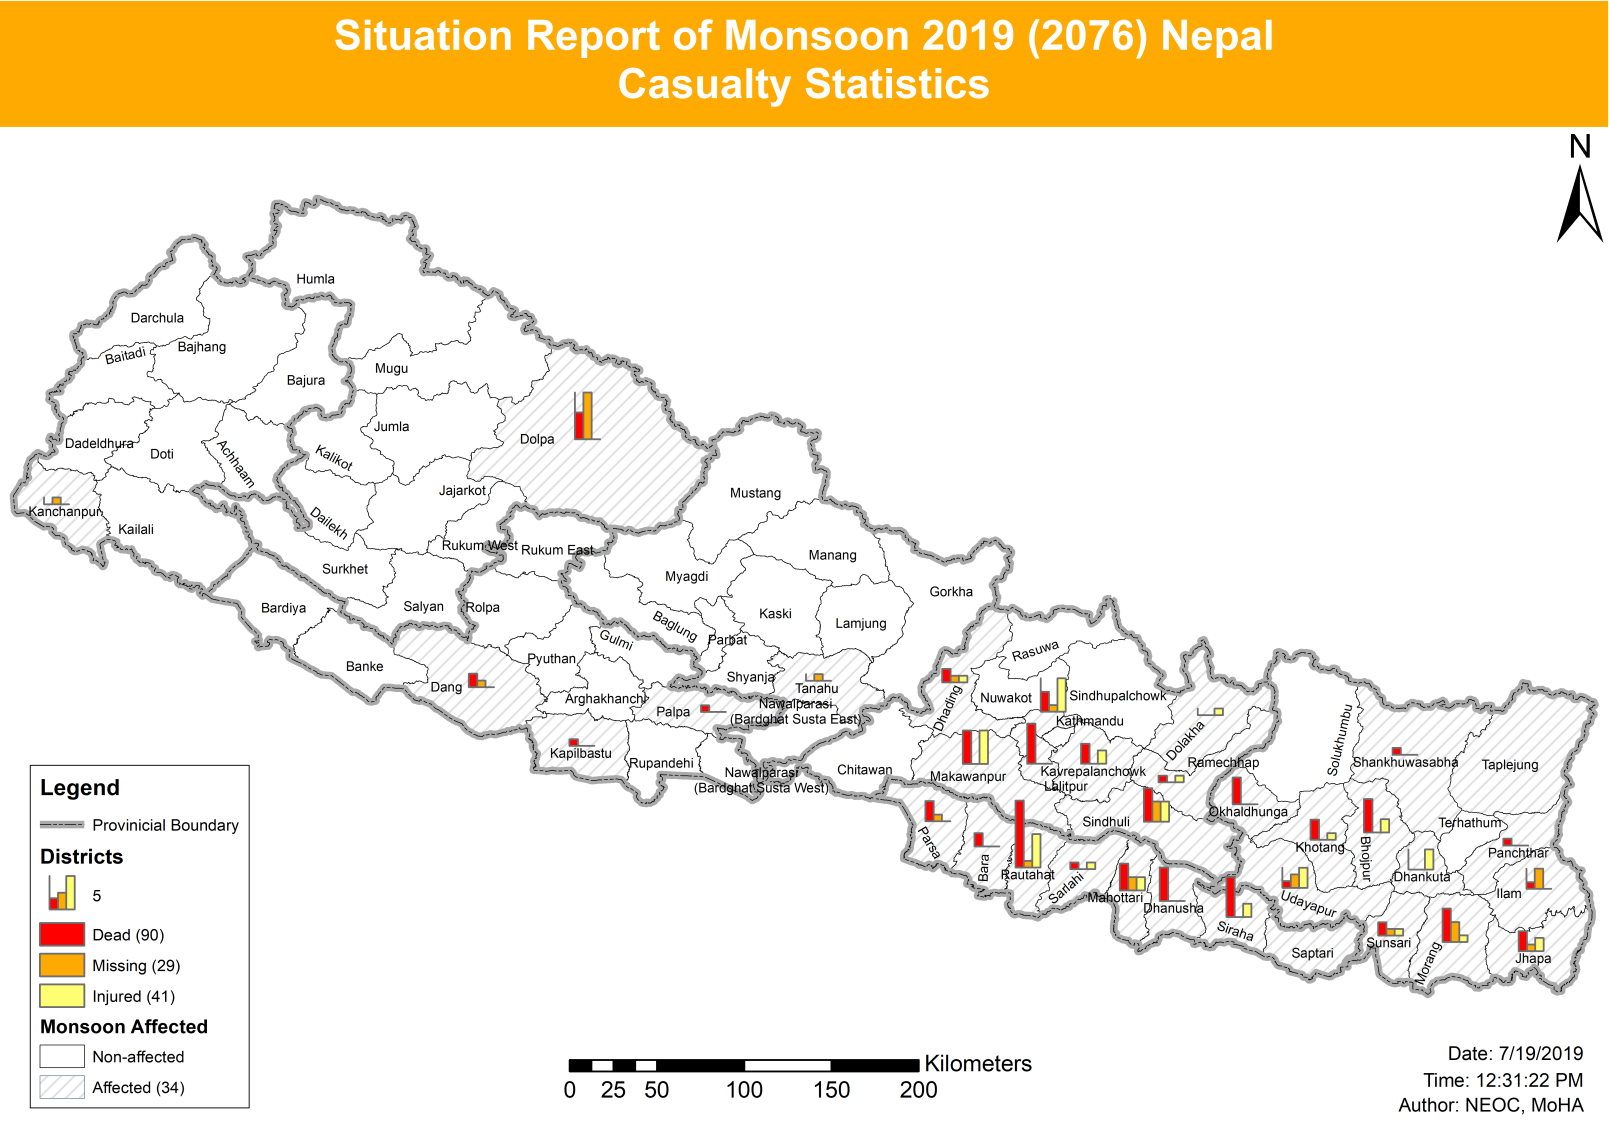 Situation Report of Monsoon 2019 (2076) Nepal
Casualty Statistics
N
Humla
Darchula
Baitadi
Bajhang
Mugu
Bajura
Jumla
Dolpa
Dadeldhura
Doti
Achhaam
Kalikot
Jajarkot
Mustang
Kanchanpur
Kailali
Dailekh
Rukum West
Rukum East
Manang
Surkhet
Myagdi
Gorkha
Bardiya
Salyan
Rolpa
Kaski
Lamjung
Baglung
Parbat
Gulmi
Rasuwa
Banke
Pyuthan
Shyanja
Dang
Tanahu
Nuwakot
Sindhupalchowk
Arghakhanchi
Nawalparasi
(Bardghat Susta East)
Palpa
Dhading
Kathmandu
Dolakha
Solukhumbu
Kapilbastu
Rupandehi
Nawalparasi
(Bardghat Susta West)
Chitawan
Makawanpur
Kavrepalanchowk
Lalitpur
Ramechhap
Shankhuwasabha
Taplejung
Okhaldhunga
Sindhuli
Terhathum
Parsa
Bara
Rautahat
Sarlahi
Mahottari
Dhanusha
Siraha
Saptari
Khotang
Bhojpur
Panchthar
Dhankuta
Udayapur
Ilam
Sunsari
Morang
Jhapa
Legend
Provinicial Boundary
Districts
5
Dead (90)
Missing (29)
Injured (41)
Monsoon Affected
Non-affected
Affected (34)
Kilometers
0 25 50 100 150 200
Date: 7/19/2019
Time: 12:31:22 PM
Author: NEOC, MoHA